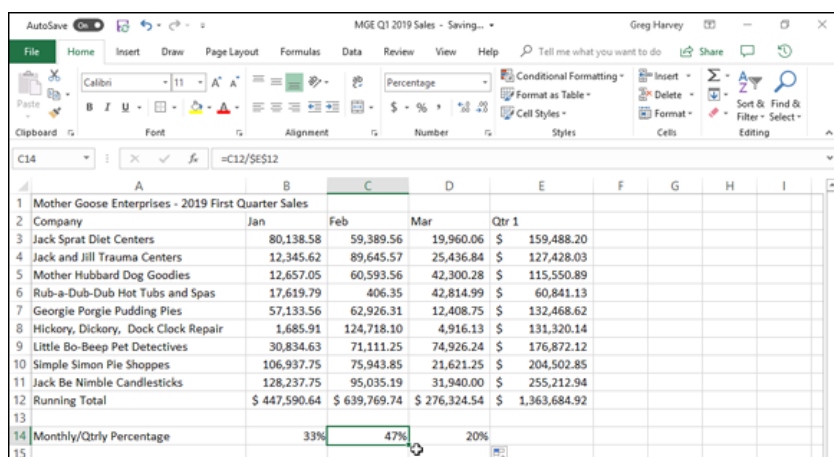 AutoSave On MGE Q1 2019 Sales - Saving... Greg Harvey
File Home Insert Draw Page Layout Formulas Data Review View Help Tell me what you want to do Share
Calibri 11 Percentage Conditional Formatting Insert
Paste B I U $ % Format as Table Delete Sort & Find &
Cell Styles Format Filter Select
Clipboard Font Alignment Number Styles Cells Editing
C14 fx =C12/$E$12
A B C D E F G H I
1 Mother Goose Enterprises - 2019 First Quarter Sales
2 Company Jan Feb Mar Qtr 1
3 Jack Sprat Diet Centers 80,138.58 59,389.56 19,960.06 $ 159,488.20
4 Jack and Jill Trauma Centers 12,345.62 89,645.57 25,436.84 $ 127,428.03
5 Mother Hubbard Dog Goodies 12,657.05 60,593.56 42,300.28 $ 115,550.89
6 Rub-a-Dub-Dub Hot Tubs and Spas 17,619.79 406.35 42,814.99 $ 60,841.13
7 Georgie Porgie Pudding Pies 57,133.56 62,926.31 12,408.75 $ 132,468.62
8 Hickory, Dickory, Dock Clock Repair 1,685.91 124,718.10 4,916.13 $ 131,320.14
9 Little Bo-Beep Pet Detectives 30,834.63 71,111.25 74,926.24 $ 176,872.12
10 Simple Simon Pie Shoppes 106,937.75 75,943.85 21,621.25 $ 204,502.85
11 Jack Be Nimble Candlesticks 128,237.75 95,035.19 31,940.00 $ 255,212.94
12 Running Total $ 447,590.64 $ 639,769.74 $ 276,324.54 $ 1,363,684.92
13
14 Monthly/Qtrly Percentage 33% 47% 20%
15